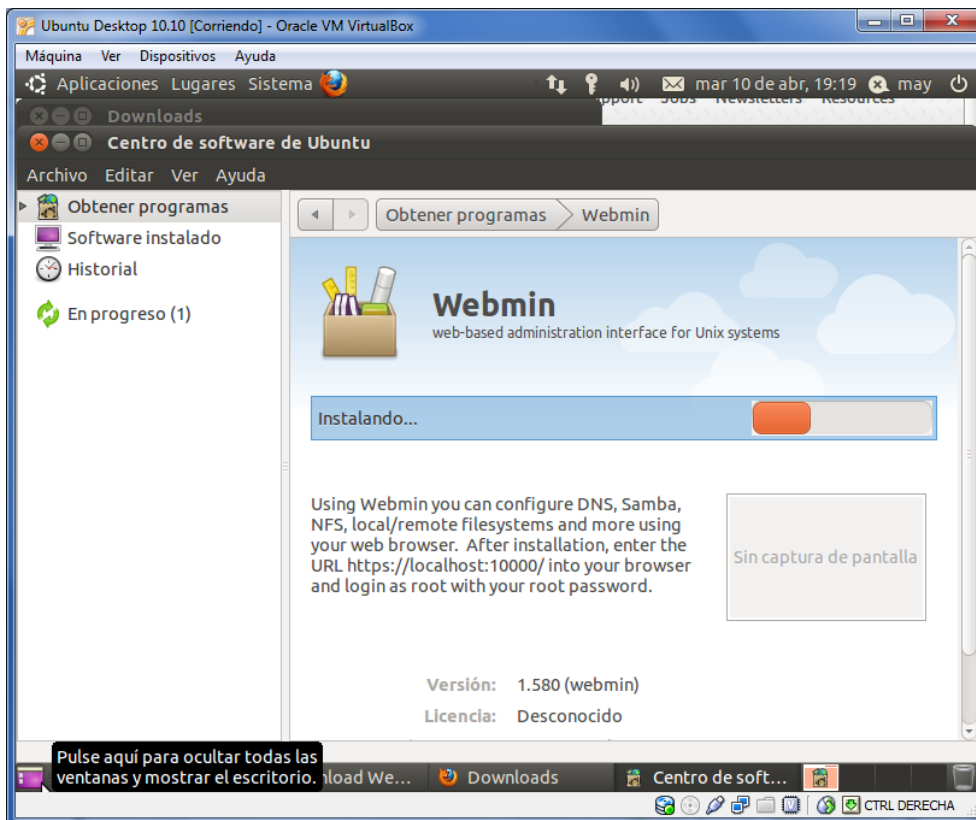 Ubuntu Desktop 10.10 [Corriendo] - Oracle VM VirtualBox
Máquina Ver Dispositivos Ayuda
Aplicaciones Lugares Sistema mar 10 de abr, 19:19 may
Support Jobs Newsletters Resources
Downloads
Centro de software de Ubuntu
Archivo Editar Ver Ayuda
Obtener programas
Software instalado
Historial
En progreso (1)
Obtener programas Webmin
Webmin
web-based administration interface for Unix systems
Instalando...
Using Webmin you can configure DNS, Samba,
NFS, local/remote filesystems and more using
your web browser. After installation, enter the
URL https://localhost:10000/ into your browser
and login as root with your root password.
Sin captura de pantalla
Versión: 1.580 (webmin)
Licencia: Desconocido
Pulse aquí para ocultar todas las
ventanas y mostrar el escritorio.
nload We... Downloads Centro de soft...
CTRL DERECHA